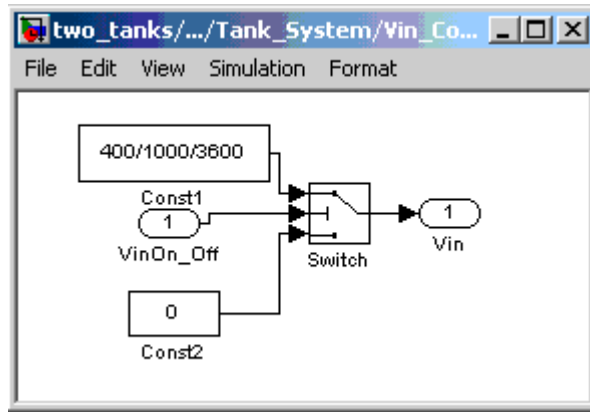 two_tanks/.../Tank_System/Vin_Co...
File Edit View Simulation Format
400/1000/3600
Const1
1
VinOn_Off
0
Const2
Switch
1
Vin